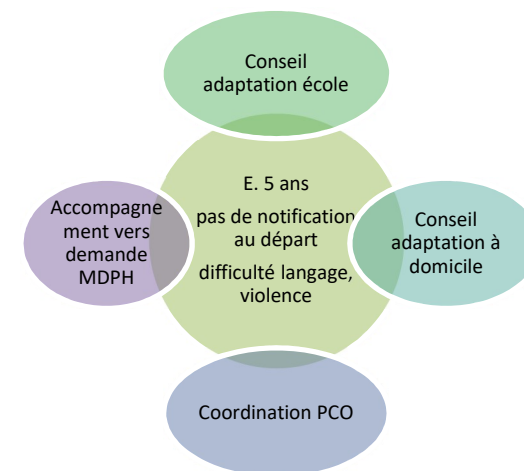 Conseil
adaptation école
E. 5 ans
pas de notification
au départ
difficulté langage,
violence
Accompagne
ment vers
demande
MDPH
Conseil
adaptation à
domicile
Coordination PCO